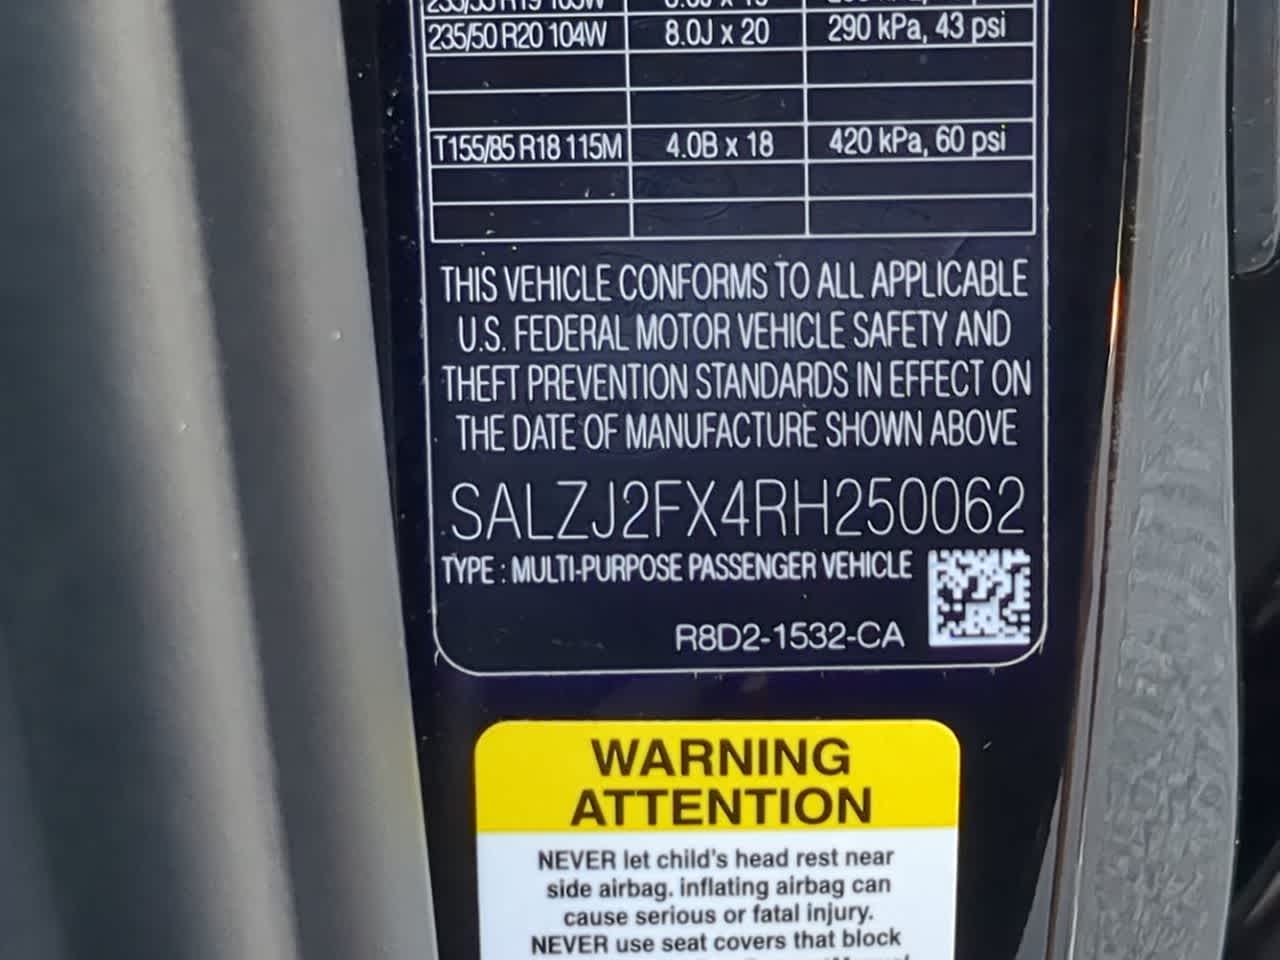 235/50 R20 104W 8.0J x 20 290 kPa, 43 psi
T155/85 R18 115M 4.0B x 18 420 kPa, 60 psi
THIS VEHICLE CONFORMS TO ALL APPLICABLE
U.S. FEDERAL MOTOR VEHICLE SAFETY AND
THEFT PREVENTION STANDARDS IN EFFECT ON
THE DATE OF MANUFACTURE SHOWN ABOVE
SALZJ2FX4RH250062
TYPE : MULTI-PURPOSE PASSENGER VEHICLE
R8D2-1532-CA
WARNING
ATTENTION
NEVER let child's head rest near
side airbag. inflating airbag can
cause serious or fatal injury.
NEVER use seat covers that block